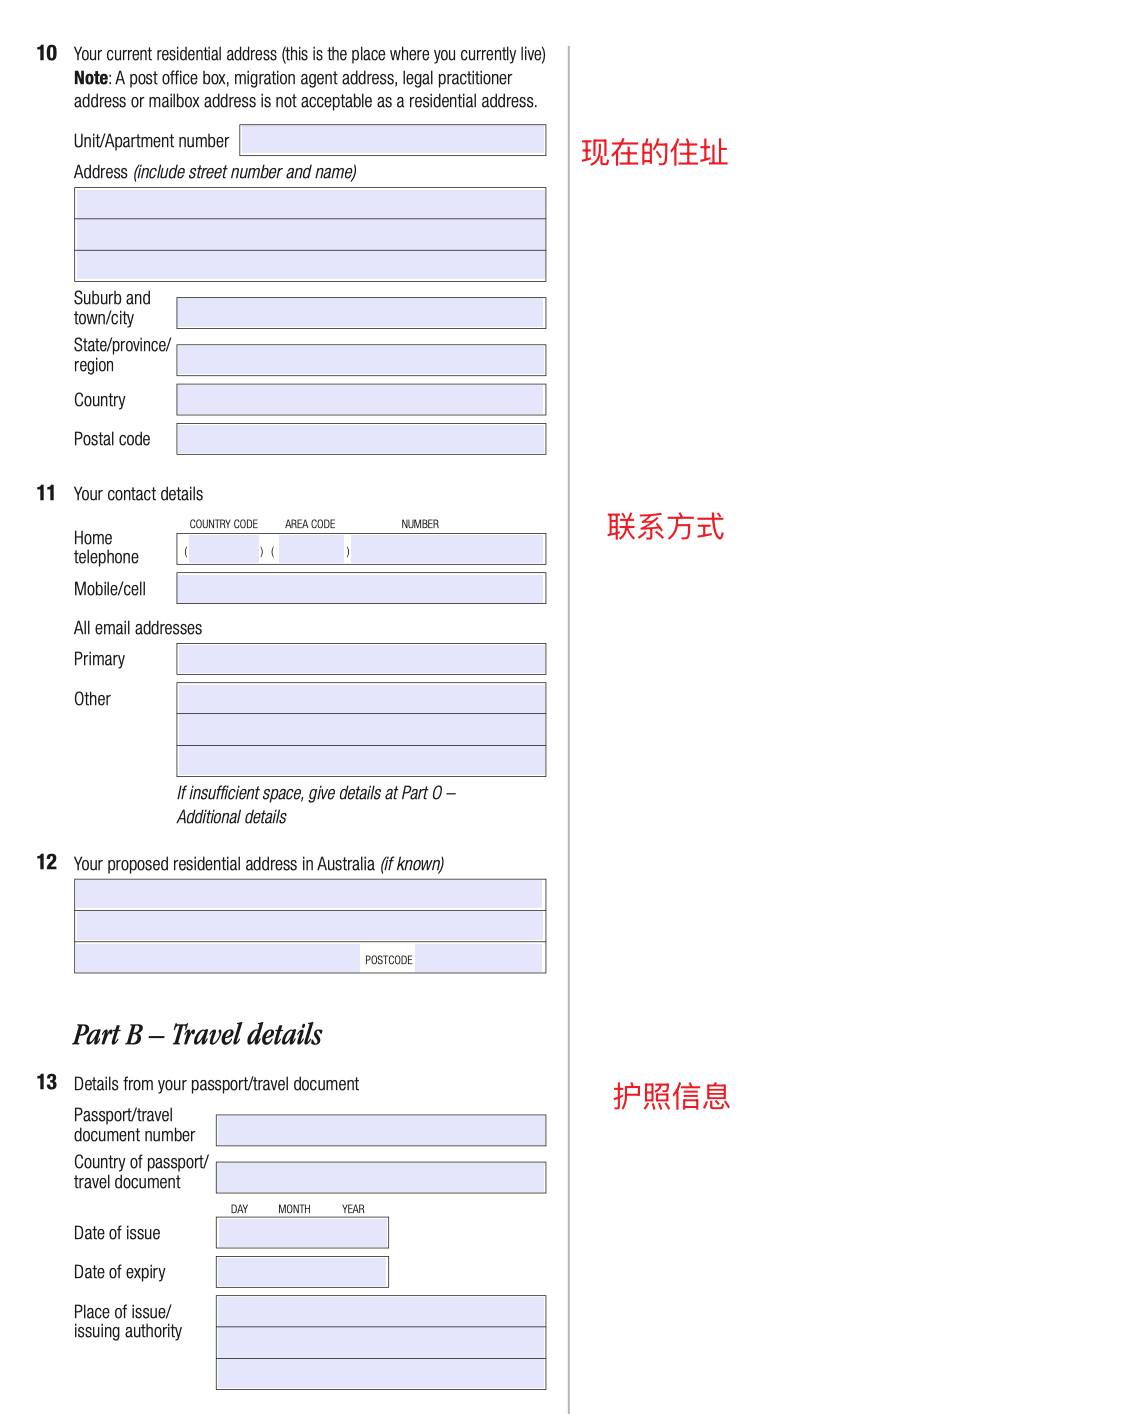 10 Your current residential address (this is the place where you currently live)
Note: A post office box, migration agent address, legal practitioner
address or mailbox address is not acceptable as a residential address.
Unit/Apartment number
现在的住址
Address (include street number and name)
Suburb and
town/city
State/province/
region
Country
Postal code
11 Your contact details
COUNTRY CODE AREA CODE NUMBER
联系方式
Home
telephone
( ) ( )
Mobile/cell
All email addresses
Primary
Other
If insufficient space, give details at Part O –
Additional details
12 Your proposed residential address in Australia (if known)
POSTCODE
Part B – Travel details
13 Details from your passport/travel document
护照信息
Passport/travel
document number
Country of passport/
travel document
DAY MONTH YEAR
Date of issue
Date of expiry
Place of issue/
issuing authority